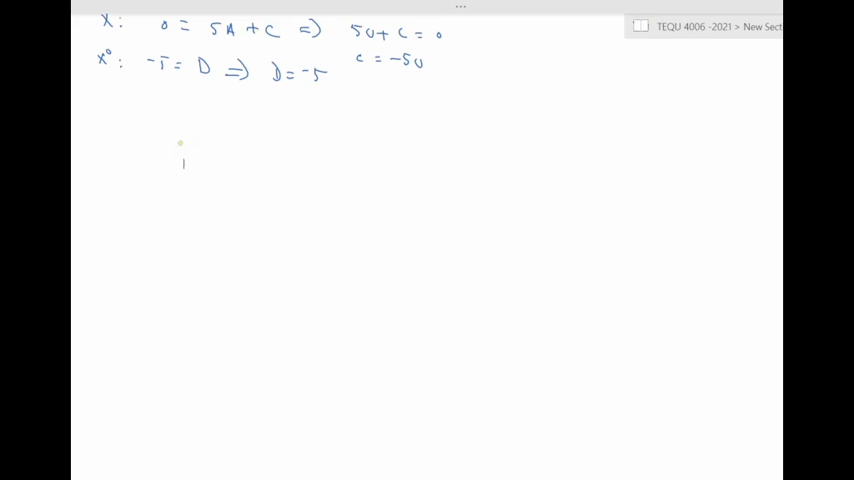 TEQU 4006 -2021 > New Sect
x: 0 = 5A + C => 50 + C = 0
x⁰: -5 = D => D = -5 C = -50